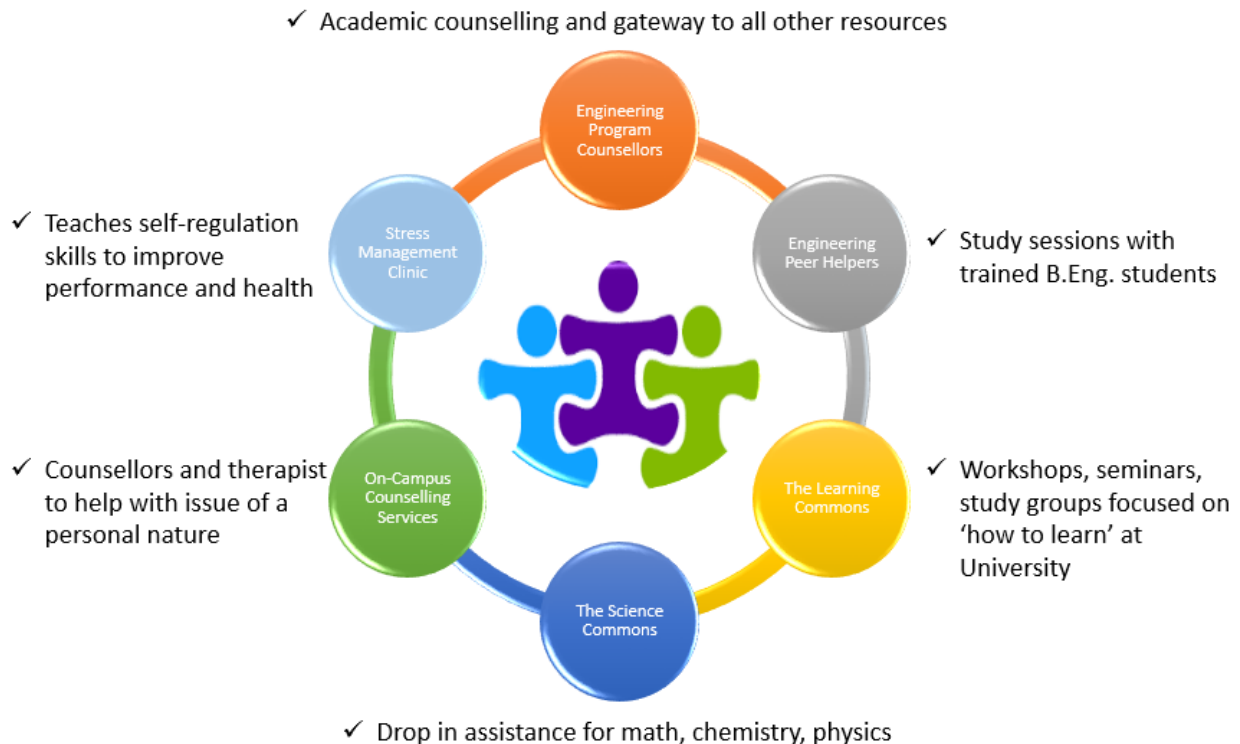 ✓ Academic counselling and gateway to all other resources
Engineering
Program
Counsellors
Engineering
Peer Helpers
✓ Study sessions with
trained B.Eng. students
The Learning
Commons
✓ Workshops, seminars,
study groups focused on
‘how to learn’ at
University
The Science
Commons
✓ Drop in assistance for math, chemistry, physics
On-Campus
Counselling
Services
✓ Counsellors and therapist
to help with issue of a
personal nature
Stress
Management
Clinic
✓ Teaches self-regulation
skills to improve
performance and health